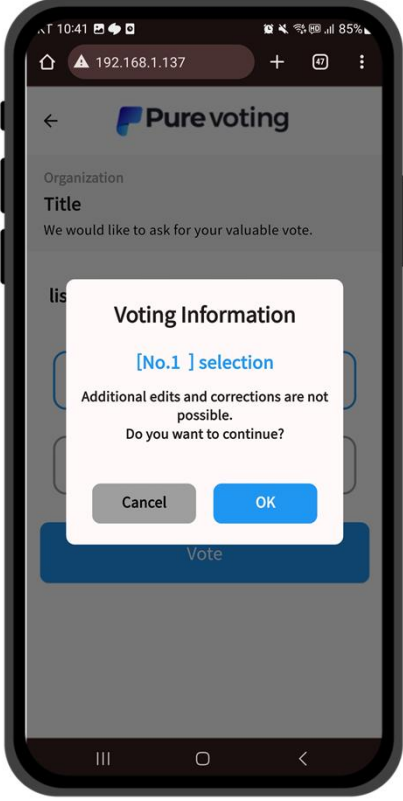 10:41 85%
192.168.1.137 47
Pure voting
Organization
Title
We would like to ask for your valuable vote.
lis
Voting Information
[No.1 ] selection
Additional edits and corrections are not
possible.
Do you want to continue?
Cancel OK
Vote